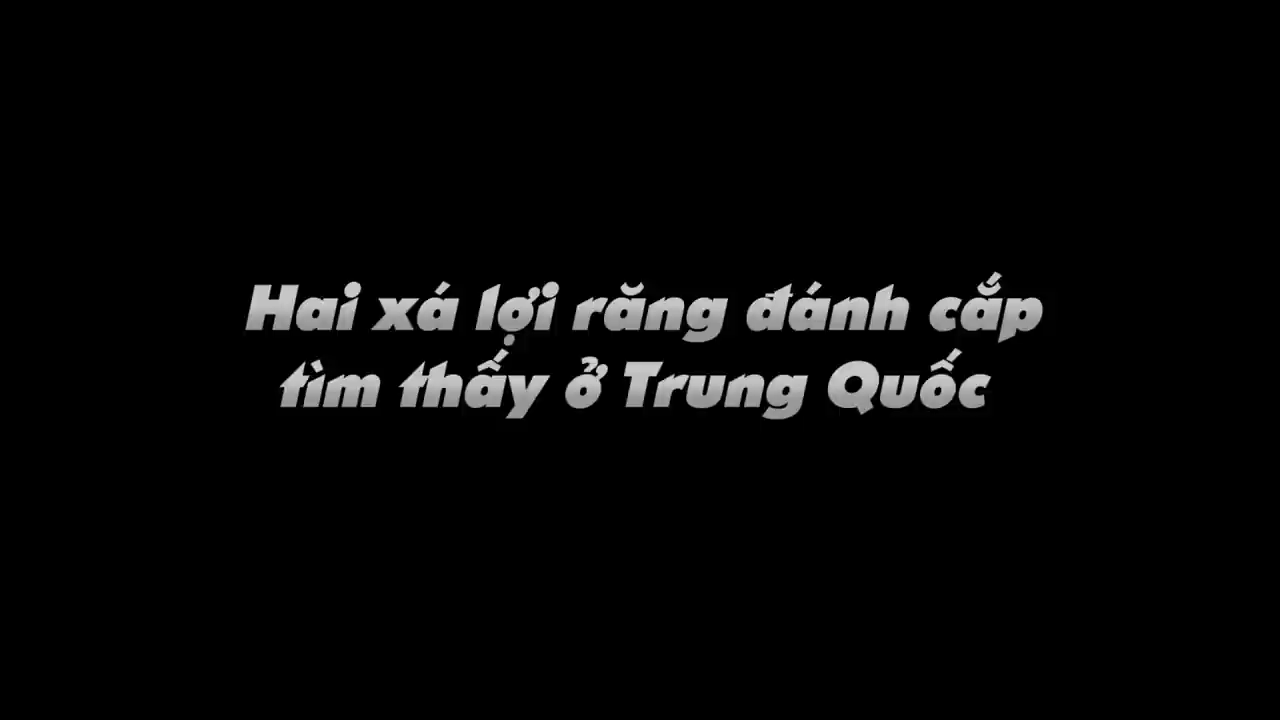 Hai xá lợi răng đánh cắp
tìm thấy ở Trung Quốc